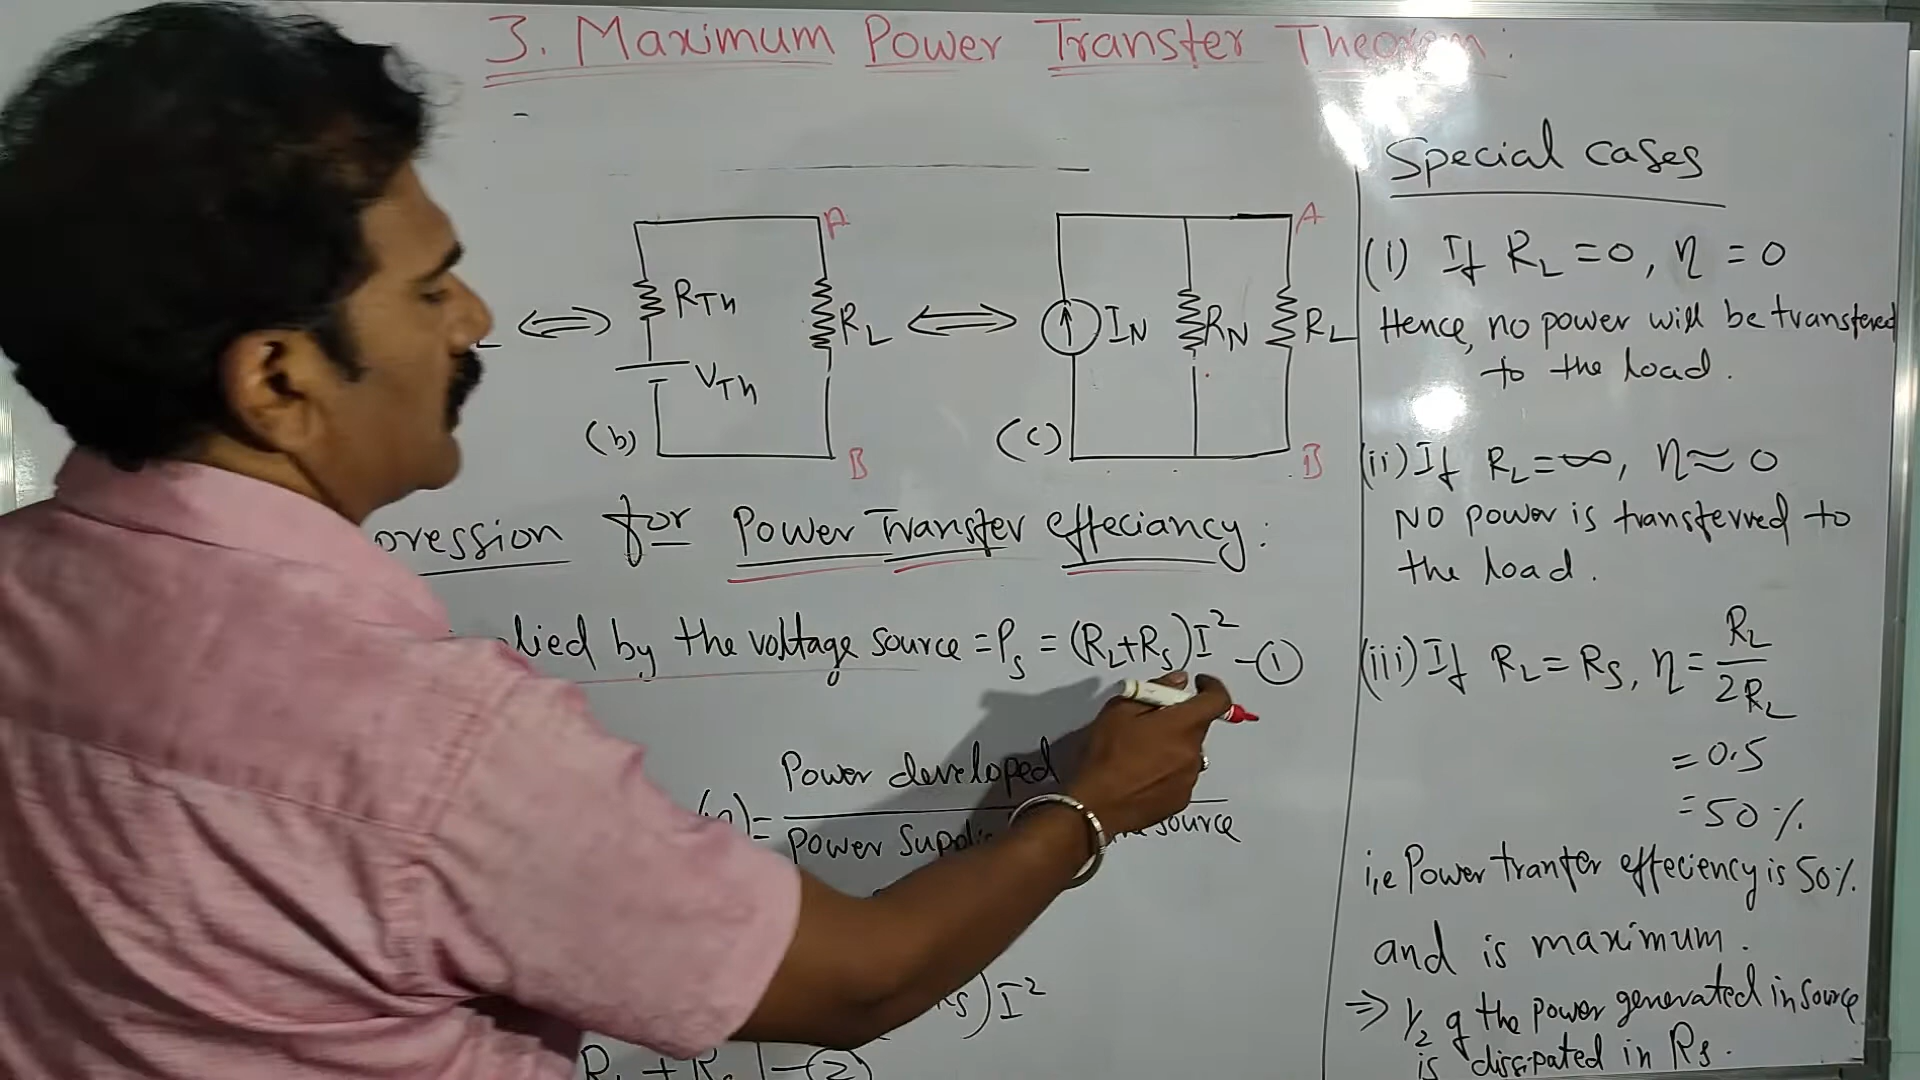 3. Maximum Power Transfer Theorem:
A
RTh
RL
VTh
(b)
B
A
IN
RN
RL
(c)
B
for Power Transfer effeciancy:
by the voltage source = Ps = (RL+Rs)I² -①
Power developed
Power source
)I²
-②
Special cases
(i) If RL = 0, η = 0
Hence, no power will be transfered
to the load.
(ii) If RL = ∞, η ≈ 0
NO power is transferred to
the load.
(iii) If RL = Rs, η = RL
2RL
= 0.5
= 50%
i,e Power tranfer effeciency is 50%.
and is maximum.
⇒ 1/2 of the power generated in source
is dissipated in Rs.